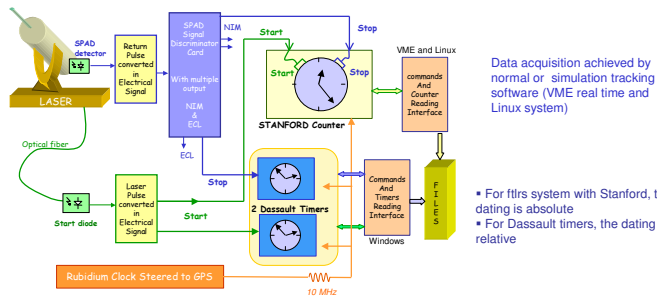 SPAD
detector
LASER
Optical fiber
Start diode
Return
Pulse
converted
in
Electrical
Signal
SPAD
Signal
Discriminator
Card
With multiple
output
NIM
&
ECL
NIM
ECL
Stop
Start
Start
Stop
STANFORD Counter
VME and Linux
commands
And
Counter
Reading
Interface
Data acquisition achieved by
normal or simulation tracking
software (VME real time and
Linux system)
Laser
Pulse
converted
in
Electrical
Signal
Stop
Start
2 Dassault Timers
Commands
And
Timers
Reading
Interface
Windows
F
I
L
E
S
▪ For ftlrs system with Stanford, t
dating is absolute
▪ For Dassault timers, the dating
relative
Rubidium Clock Steered to GPS
10 MHz